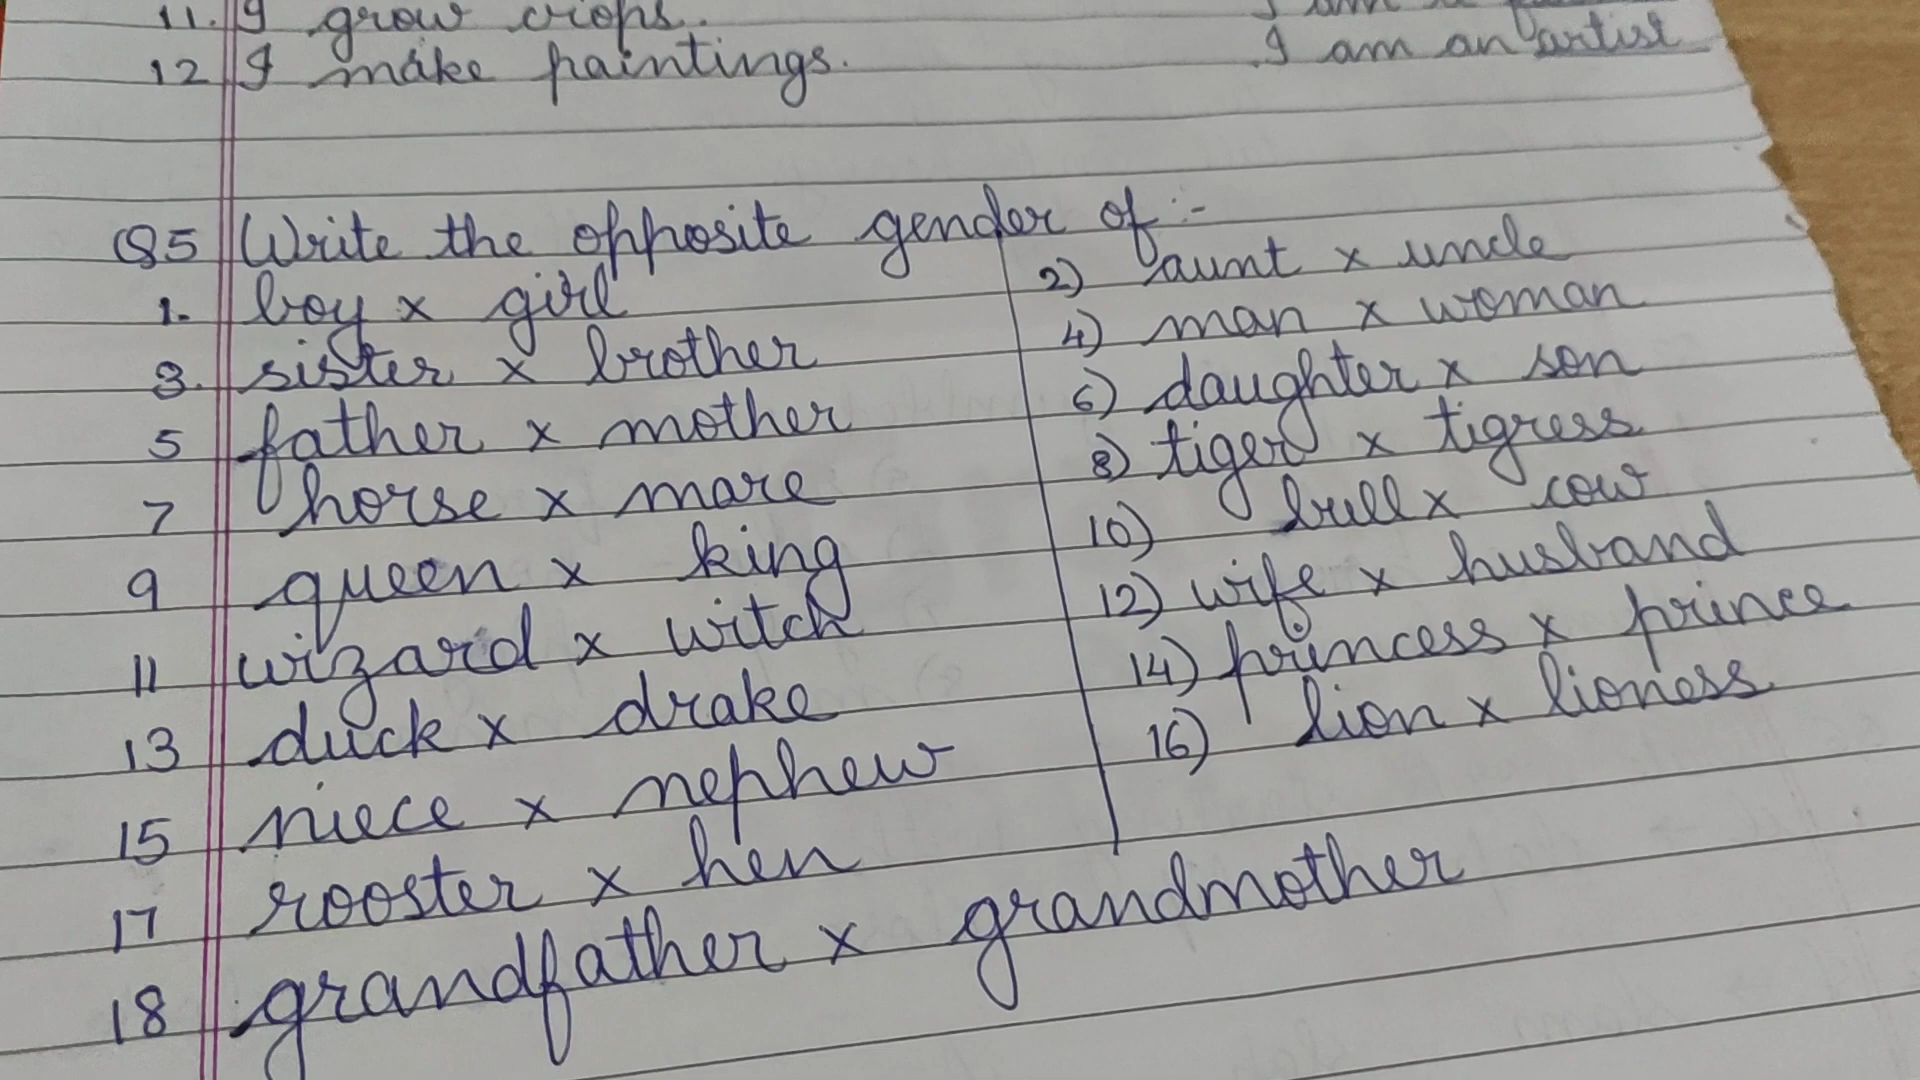 11. I grow crops.
12 I make paintings. I am an artist
Q5 Write the opposite gender of :-
1. boy x girl
2) aunt x uncle
3. sister x brother
4) man x woman
5 father x mother
6) daughter x son
7 horse x mare
8) tiger x tigress
9 queen x king
10) bull x cow
11 wizard x witch
12) wife x husband
13 duck x drake
14) princess x prince
15 niece x nephew
16) lion x lioness
17 rooster x hen
18 grandfather x grandmother